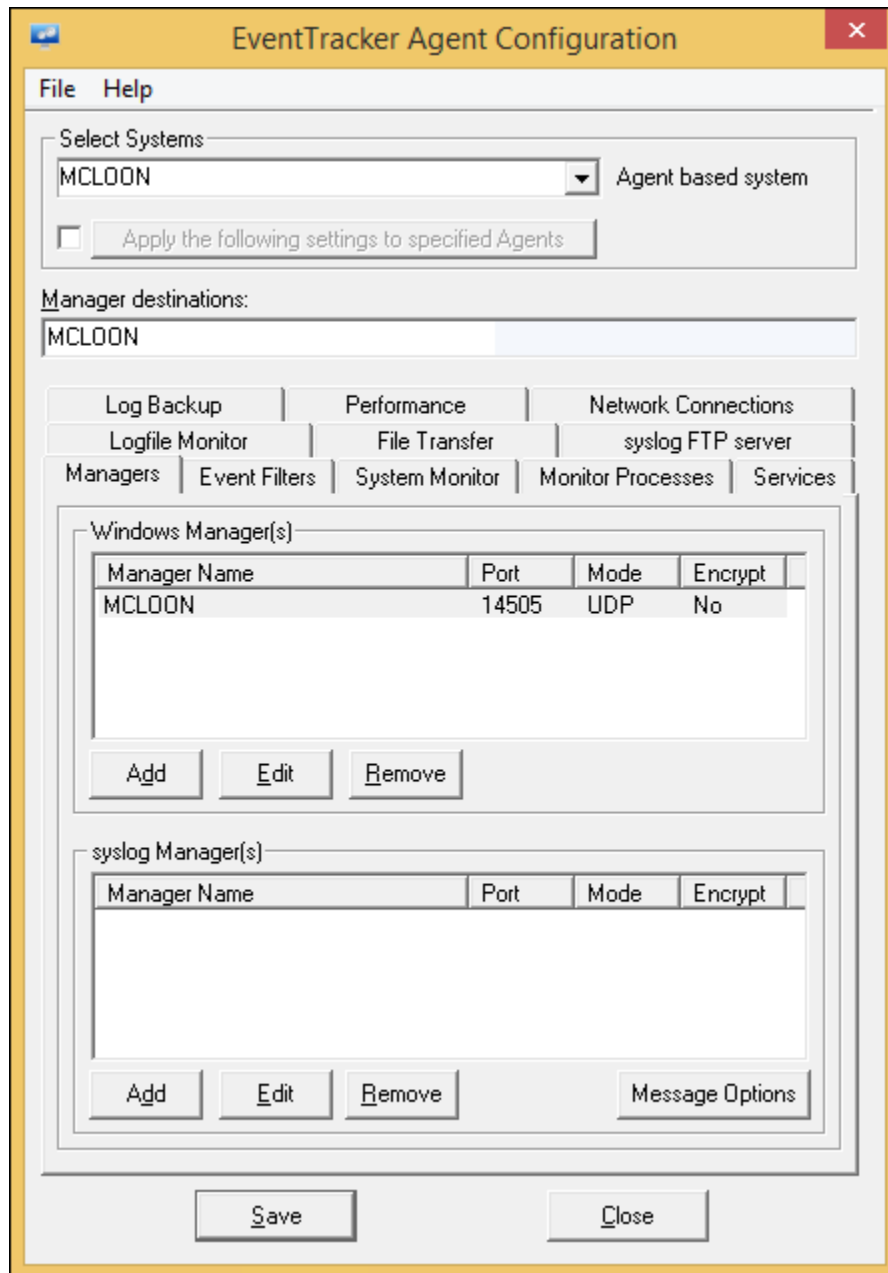 EventTracker Agent Configuration
File Help
Select Systems
MCLOON Agent based system
Apply the following settings to specified Agents
Manager destinations:
MCLOON
Log Backup Performance Network Connections
Logfile Monitor File Transfer syslog FTP server
Managers Event Filters System Monitor Monitor Processes Services
Windows Manager(s)
Manager Name Port Mode Encrypt
MCLOON 14505 UDP No
Add Edit Remove
syslog Manager(s)
Manager Name Port Mode Encrypt
Add Edit Remove Message Options
Save Close